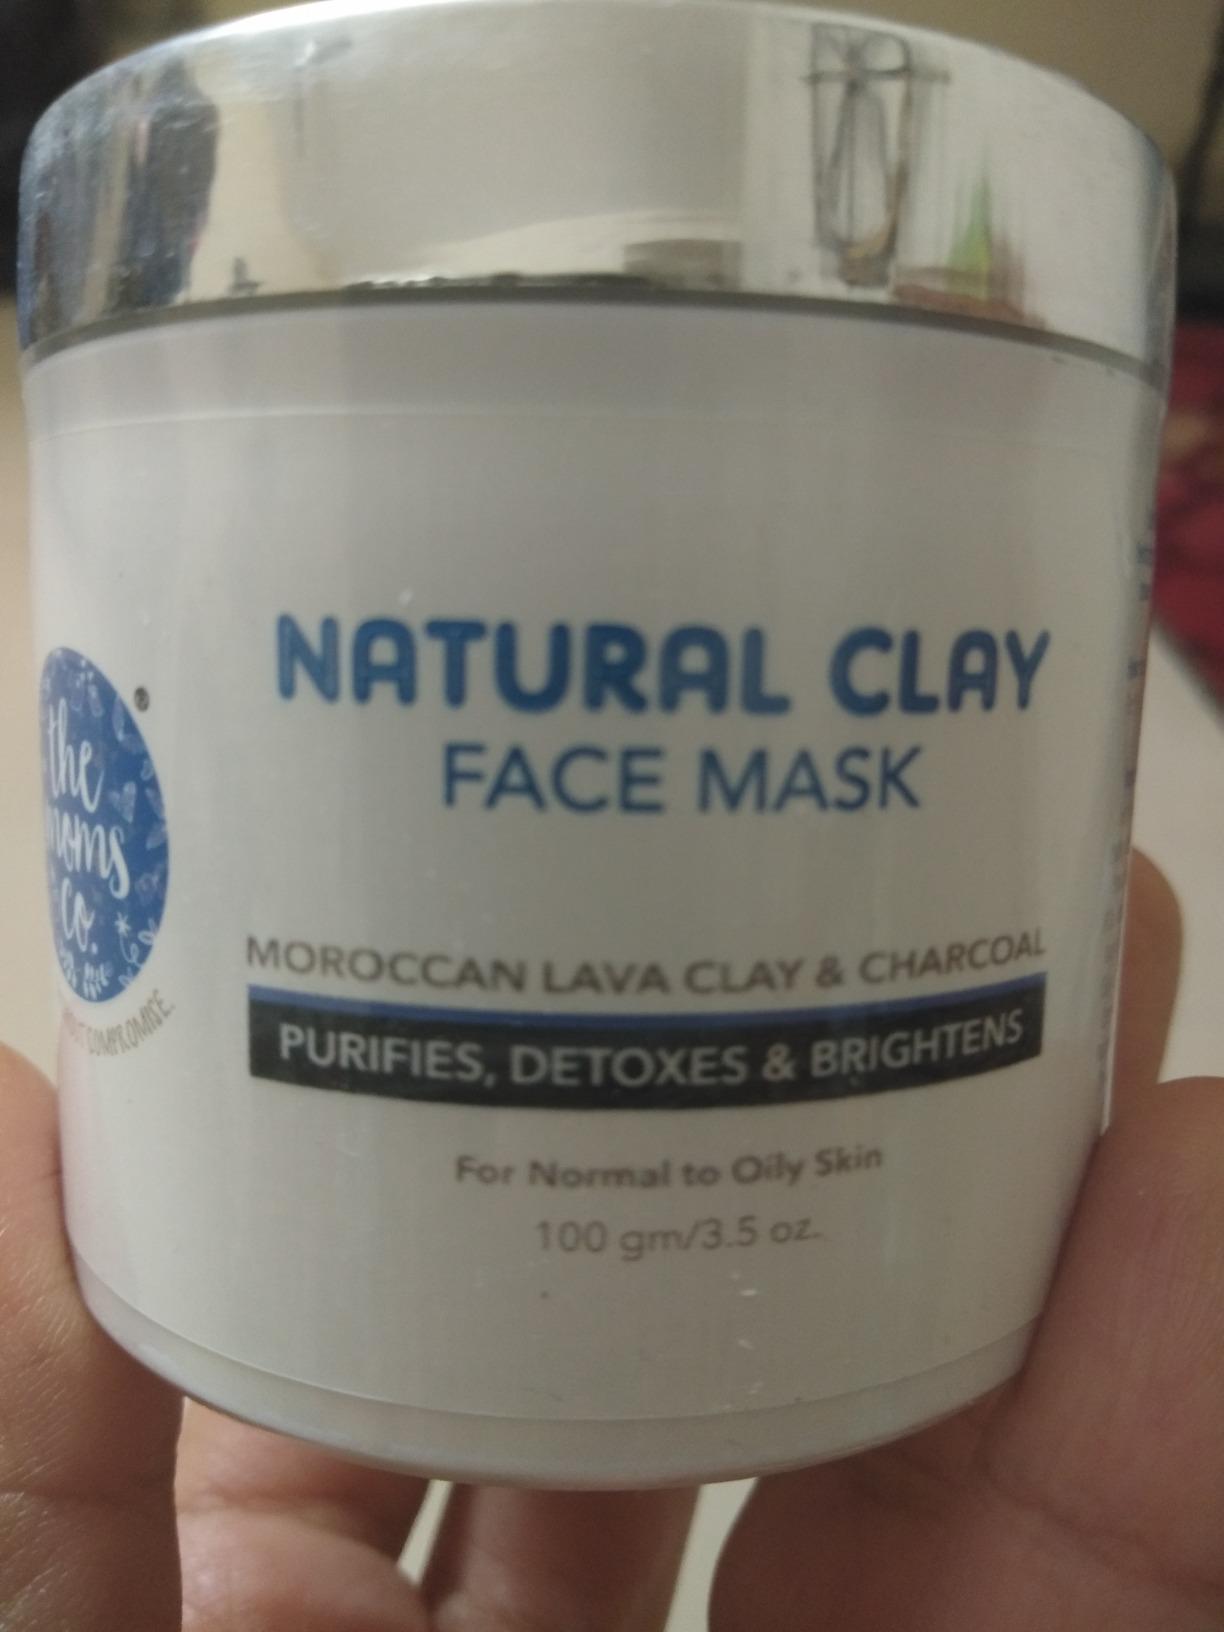 the
moms
co.
®
COMPROMISE.
NATURAL CLAY
FACE MASK
MOROCCAN LAVA CLAY & CHARCOAL
PURIFIES, DETOXES & BRIGHTENS
For Normal to Oily Skin
100 gm/3.5 oz.